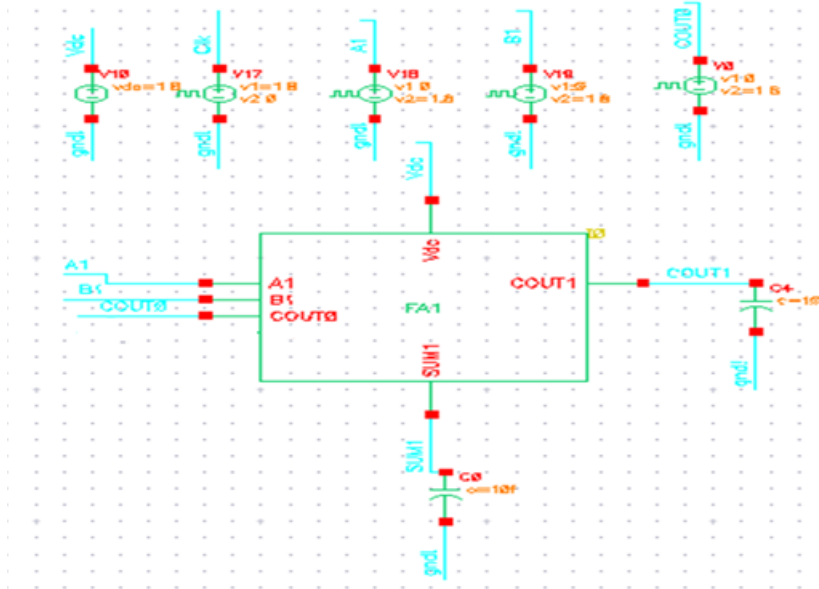 Vdc
V10
vdc=1 8
gnd!
Clk
V17
v1=1 8
v2 0
gnd!
A1
V18
v1 0
v2=1.8
gnd!
B1
V19
v2=1 8
gnd!
COUT0
V0
v1 0
v2=1 8
gnd!
Vdc
Vdc
A1
A1
COUT0
COUT0
FA1
COUT1
COUT1
C4
gnd!
SUM1
SUM1
C0
c=10f
gnd!